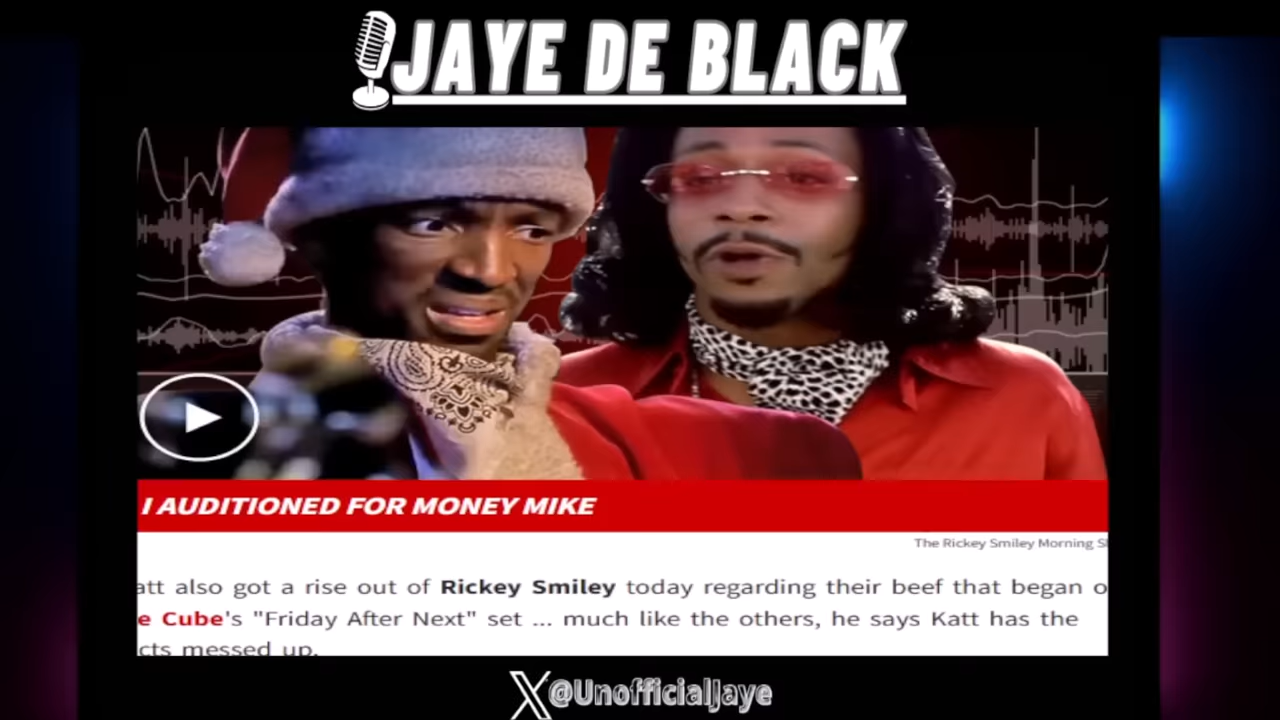 JAYE DE BLACK
I AUDITIONED FOR MONEY MIKE
The Rickey Smiley Morning S
att also got a rise out of Rickey Smiley today regarding their beef that began o
e Cube's "Friday After Next" set ... much like the others, he says Katt has the
cts messed up.
X@UnofficialJaye